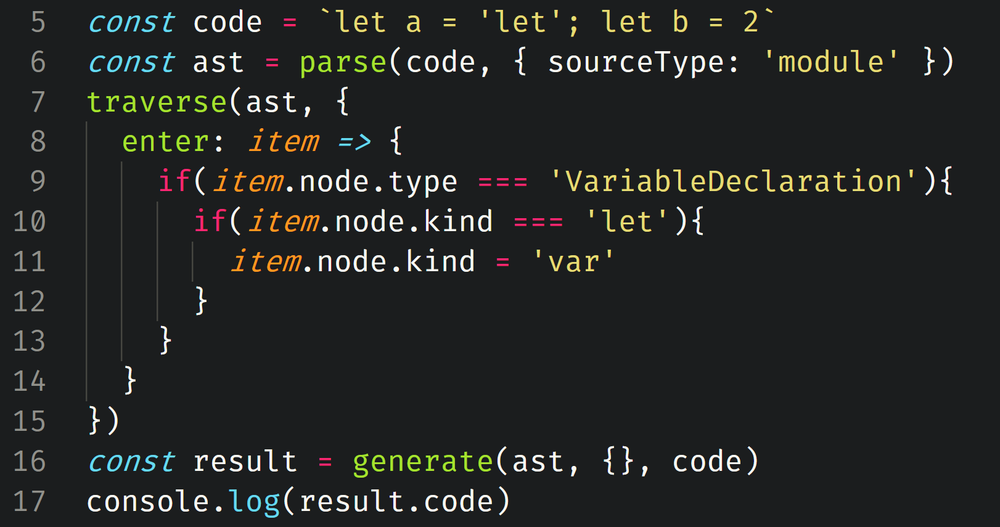 5 const code = `let a = 'let'; let b = 2`
6 const ast = parse(code, { sourceType: 'module' })
7 traverse(ast, {
8   enter: item => {
9     if(item.node.type === 'VariableDeclaration'){
10       if(item.node.kind === 'let'){
11         item.node.kind = 'var'
12       }
13     }
14   }
15 })
16 const result = generate(ast, {}, code)
17 console.log(result.code)